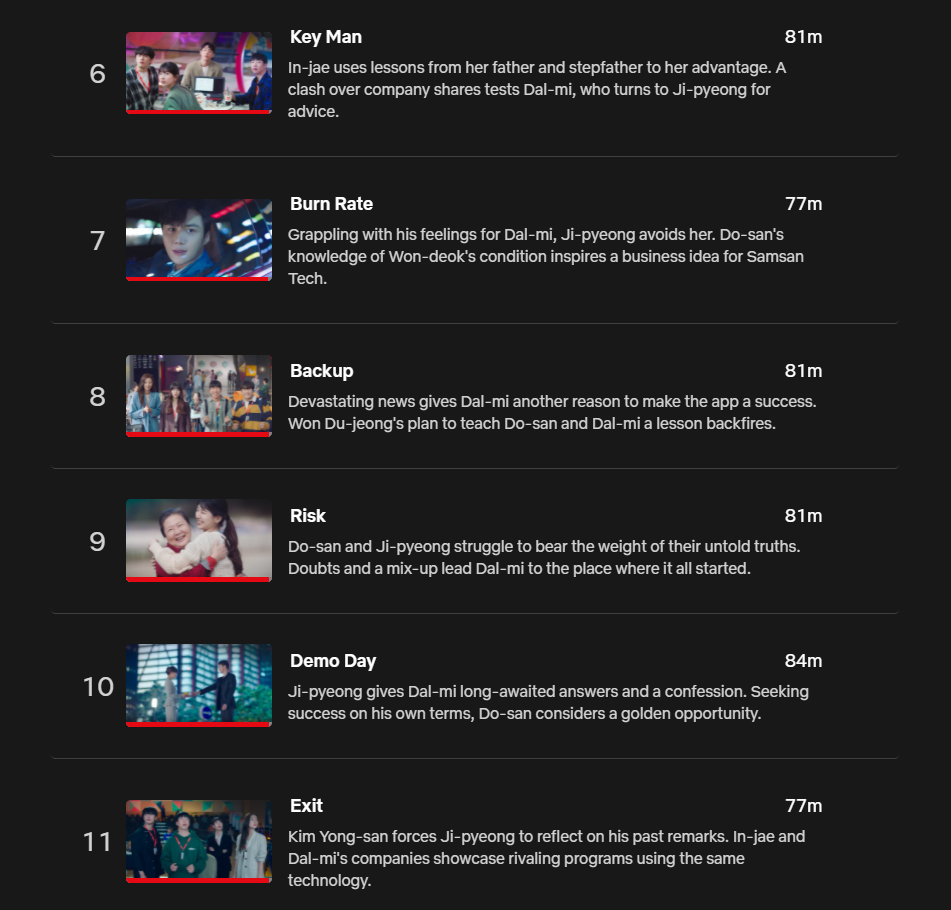 Key Man
81m
6
In-jae uses lessons from her father and stepfather to her advantage. A
clash over company shares tests Dal-mi, who turns to Ji-pyeong for
advice.
Burn Rate
77m
7
Grappling with his feelings for Dal-mi, Ji-pyeong avoids her. Do-san's
knowledge of Won-deok's condition inspires a business idea for Samsan
Tech.
Backup
81m
8
Devastating news gives Dal-mi another reason to make the app a success.
Won Du-jeong's plan to teach Do-san and Dal-mi a lesson backfires.
Risk
81m
9
Do-san and Ji-pyeong struggle to bear the weight of their untold truths.
Doubts and a mix-up lead Dal-mi to the place where it all started.
Demo Day
84m
10
Ji-pyeong gives Dal-mi long-awaited answers and a confession. Seeking
success on his own terms, Do-san considers a golden opportunity.
Exit
77m
11
Kim Yong-san forces Ji-pyeong to reflect on his past remarks. In-jae and
Dal-mi's companies showcase rivaling programs using the same
technology.